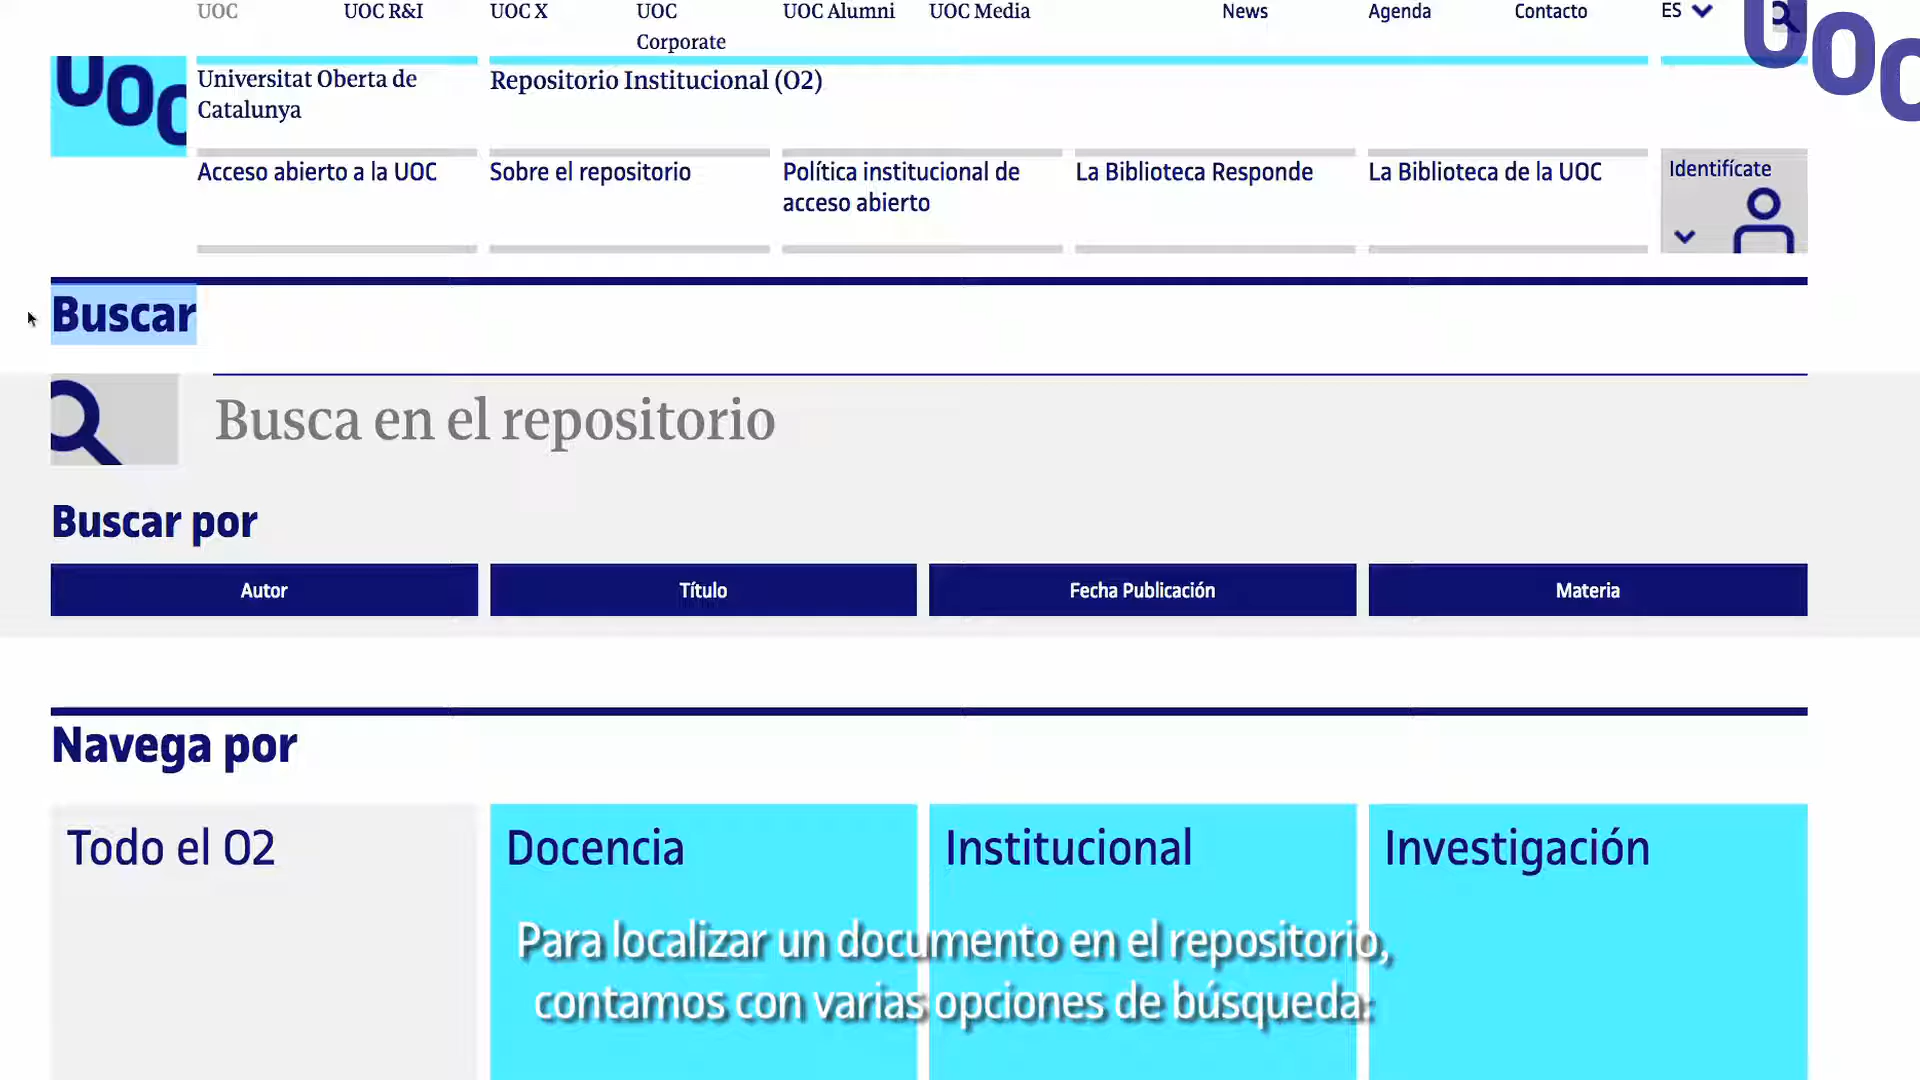 UOC
UOC R&I
UOC X
UOC
Corporate
UOC Alumni
UOC Media
News
Agenda
Contacto
ES
UOC
UOC
Universitat Oberta de
Catalunya
Repositorio Institucional (O2)
Acceso abierto a la UOC
Sobre el repositorio
Política institucional de
acceso abierto
La Biblioteca Responde
La Biblioteca de la UOC
Identifícate
Buscar
Busca en el repositorio
Buscar por
Autor
Título
Fecha Publicación
Materia
Navega por
Todo el O2
Docencia
Institucional
Investigación
Para localizar un documento en el repositorio,
contamos con varias opciones de búsqueda: